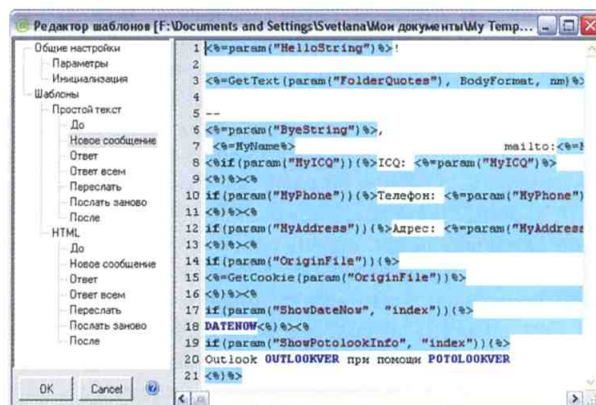 Редактор шаблонов [F:\Documents and Settings\Svetlana\Мои документы\My Temp...
Общие настройки
Параметры
Инициализация
Шаблоны
Простой текст
До
Новое сообщение
Ответ
Ответ всем
Переслать
Послать заново
После
HTML
До
Новое сообщение
Ответ
Ответ всем
Переслать
Послать заново
После
OK Cancel
1 <%=param("HelloString")%>!
2
3 <%=GetText(param("FolderQuotes"), BodyFormat, nm)%>
4
5 --
6 <%=param("ByeString")%>,
7 <%=MyName%> mailto:<%=M
8 <%if(param("MyICQ")){%>ICQ: <%=param("MyICQ")%>
9 <%}%><%
10 if(param("MyPhone")){%>Телефон: <%=param("MyPhone")
11 <%}%><%
12 if(param("MyAddress")){%>Адрес: <%=param("MyAddress
13 <%}%><%
14 if(param("OriginFile")){%>
15 <%=GetCookie(param("OriginFile"))%>
16 <%}%><%
17 if(param("ShowDateNow", "index")){%>
18 DATENOW<%}%><%
19 if(param("ShowPotolookInfo", "index")){%>
20 Outlook OUTLOOKVER при помощи POTOLOOKVER
21 <%}%>